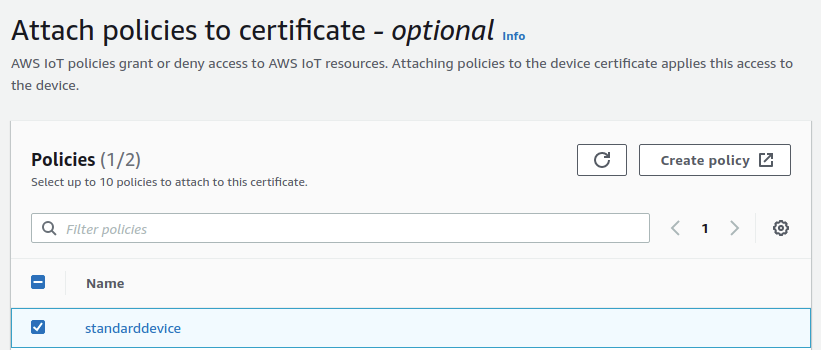 Attach policies to certificate - optional Info
AWS IoT policies grant or deny access to AWS IoT resources. Attaching policies to the device certificate applies this access to
the device.
Policies (1/2)
Create policy
Select up to 10 policies to attach to this certificate.
Filter policies
1
Name
standarddevice